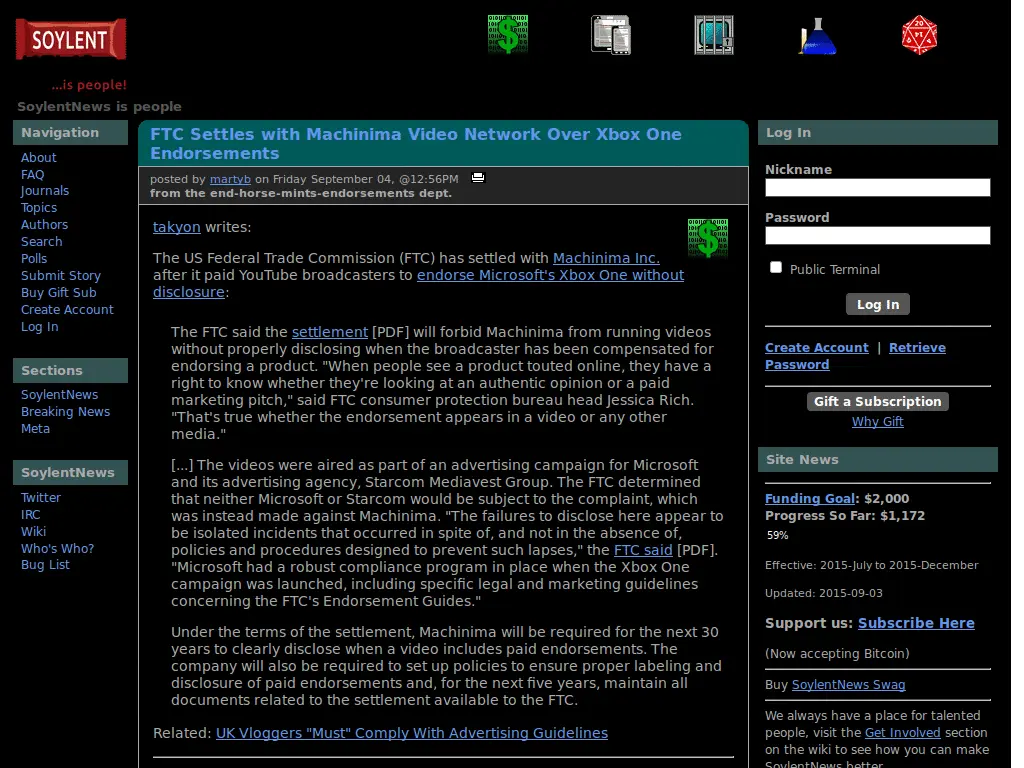 SOYLENT
...is people!
SoylentNews is people
Navigation
About
FAQ
Journals
Topics
Authors
Search
Polls
Submit Story
Buy Gift Sub
Create Account
Log In
Sections
SoylentNews
Breaking News
Meta
SoylentNews
Twitter
IRC
Wiki
Who's Who?
Bug List
FTC Settles with Machinima Video Network Over Xbox One
Endorsements
posted by martyb on Friday September 04, @12:56PM
from the end-horse-mints-endorsements dept.
takyon writes:
The US Federal Trade Commission (FTC) has settled with Machinima Inc.
after it paid YouTube broadcasters to endorse Microsoft's Xbox One without
disclosure:
The FTC said the settlement [PDF] will forbid Machinima from running videos
without properly disclosing when the broadcaster has been compensated for
endorsing a product. "When people see a product touted online, they have a
right to know whether they're looking at an authentic opinion or a paid
marketing pitch," said FTC consumer protection bureau head Jessica Rich.
"That's true whether the endorsement appears in a video or any other
media."
[...] The videos were aired as part of an advertising campaign for Microsoft
and its advertising agency, Starcom Mediavest Group. The FTC determined
that neither Microsoft or Starcom would be subject to the complaint, which
was instead made against Machinima. "The failures to disclose here appear to
be isolated incidents that occurred in spite of, and not in the absence of,
policies and procedures designed to prevent such lapses," the FTC said [PDF].
"Microsoft had a robust compliance program in place when the Xbox One
campaign was launched, including specific legal and marketing guidelines
concerning the FTC's Endorsement Guides."
Under the terms of the settlement, Machinima will be required for the next 30
years to clearly disclose when a video includes paid endorsements. The
company will also be required to set up policies to ensure proper labeling and
disclosure of paid endorsements and, for the next five years, maintain all
documents related to the settlement available to the FTC.
Related: UK Vloggers "Must" Comply With Advertising Guidelines
Log In
Nickname
Password
Public Terminal
Log In
Create Account | Retrieve
Password
Gift a Subscription
Why Gift
Site News
Funding Goal: $2,000
Progress So Far: $1,172
59%
Effective: 2015-July to 2015-December
Updated: 2015-09-03
Support us: Subscribe Here
(Now accepting Bitcoin)
Buy SoylentNews Swag
We always have a place for talented
people, visit the Get Involved section
on the wiki to see how you can make
SoylentNews better.